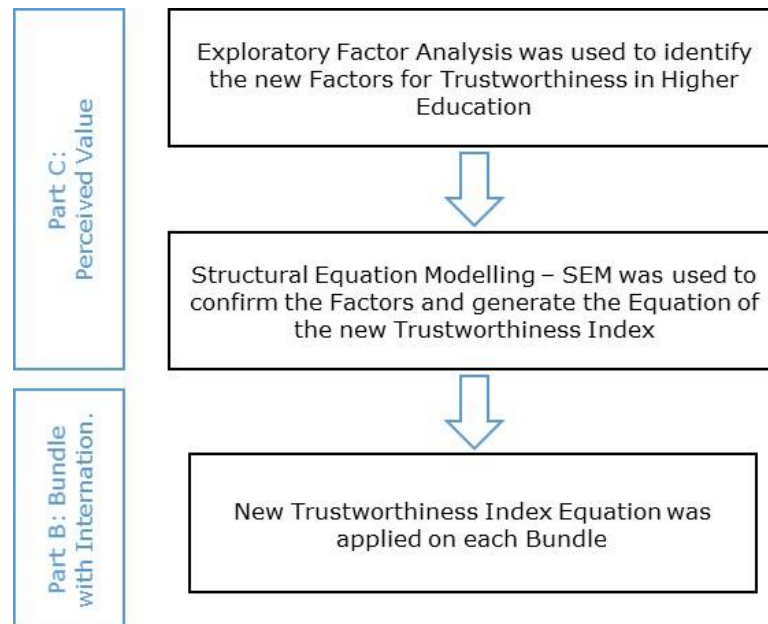 Part C:
Perceived Value
Exploratory Factor Analysis was used to identify
the new Factors for Trustworthiness in Higher
Education
Structural Equation Modelling – SEM was used to
confirm the Factors and generate the Equation of
the new Trustworthiness Index
Part B: Bundle
with Internation.
New Trustworthiness Index Equation was
applied on each Bundle